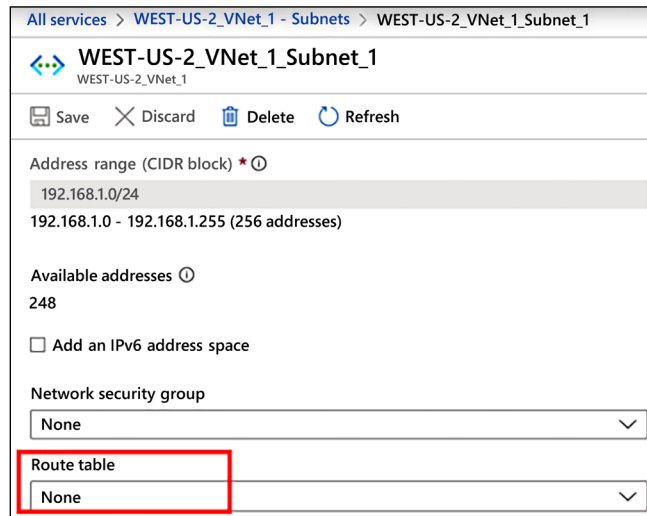 All services > WEST-US-2_VNet_1 - Subnets > WEST-US-2_VNet_1_Subnet_1
WEST-US-2_VNet_1_Subnet_1
WEST-US-2_VNet_1
Save Discard Delete Refresh
Address range (CIDR block) *
192.168.1.0/24
192.168.1.0 - 192.168.1.255 (256 addresses)
Available addresses
248
Add an IPv6 address space
Network security group
None
Route table
None